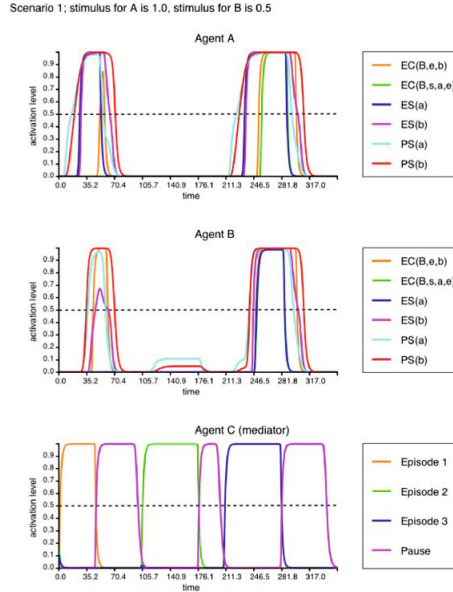 Scenario 1; stimulus for A is 1.0, stimulus for B is 0.5
Agent A
activation level
0.9
0.8
0.7
0.6
0.5
0.4
0.3
0.2
0.1
0.0
0.0 35.2 70.4 105.7 140.9 176.1 211.3 246.5 281.8 317.0
time
EC(B,e,b)
EC(B,s,a,e)
ES(a)
ES(b)
PS(a)
PS(b)
Agent B
activation level
0.9
0.8
0.7
0.6
0.5
0.4
0.3
0.2
0.1
0.0
0.0 35.2 70.4 105.7 140.9 176.1 211.3 246.5 281.8 317.0
time
EC(B,e,b)
EC(B,s,a,e)
ES(a)
ES(b)
PS(a)
PS(b)
Agent C (mediator)
activation level
0.9
0.8
0.7
0.6
0.5
0.4
0.3
0.2
0.1
0.0
0.0 35.2 70.4 105.7 140.9 176.1 211.3 246.5 281.8 317.0
time
Episode 1
Episode 2
Episode 3
Pause